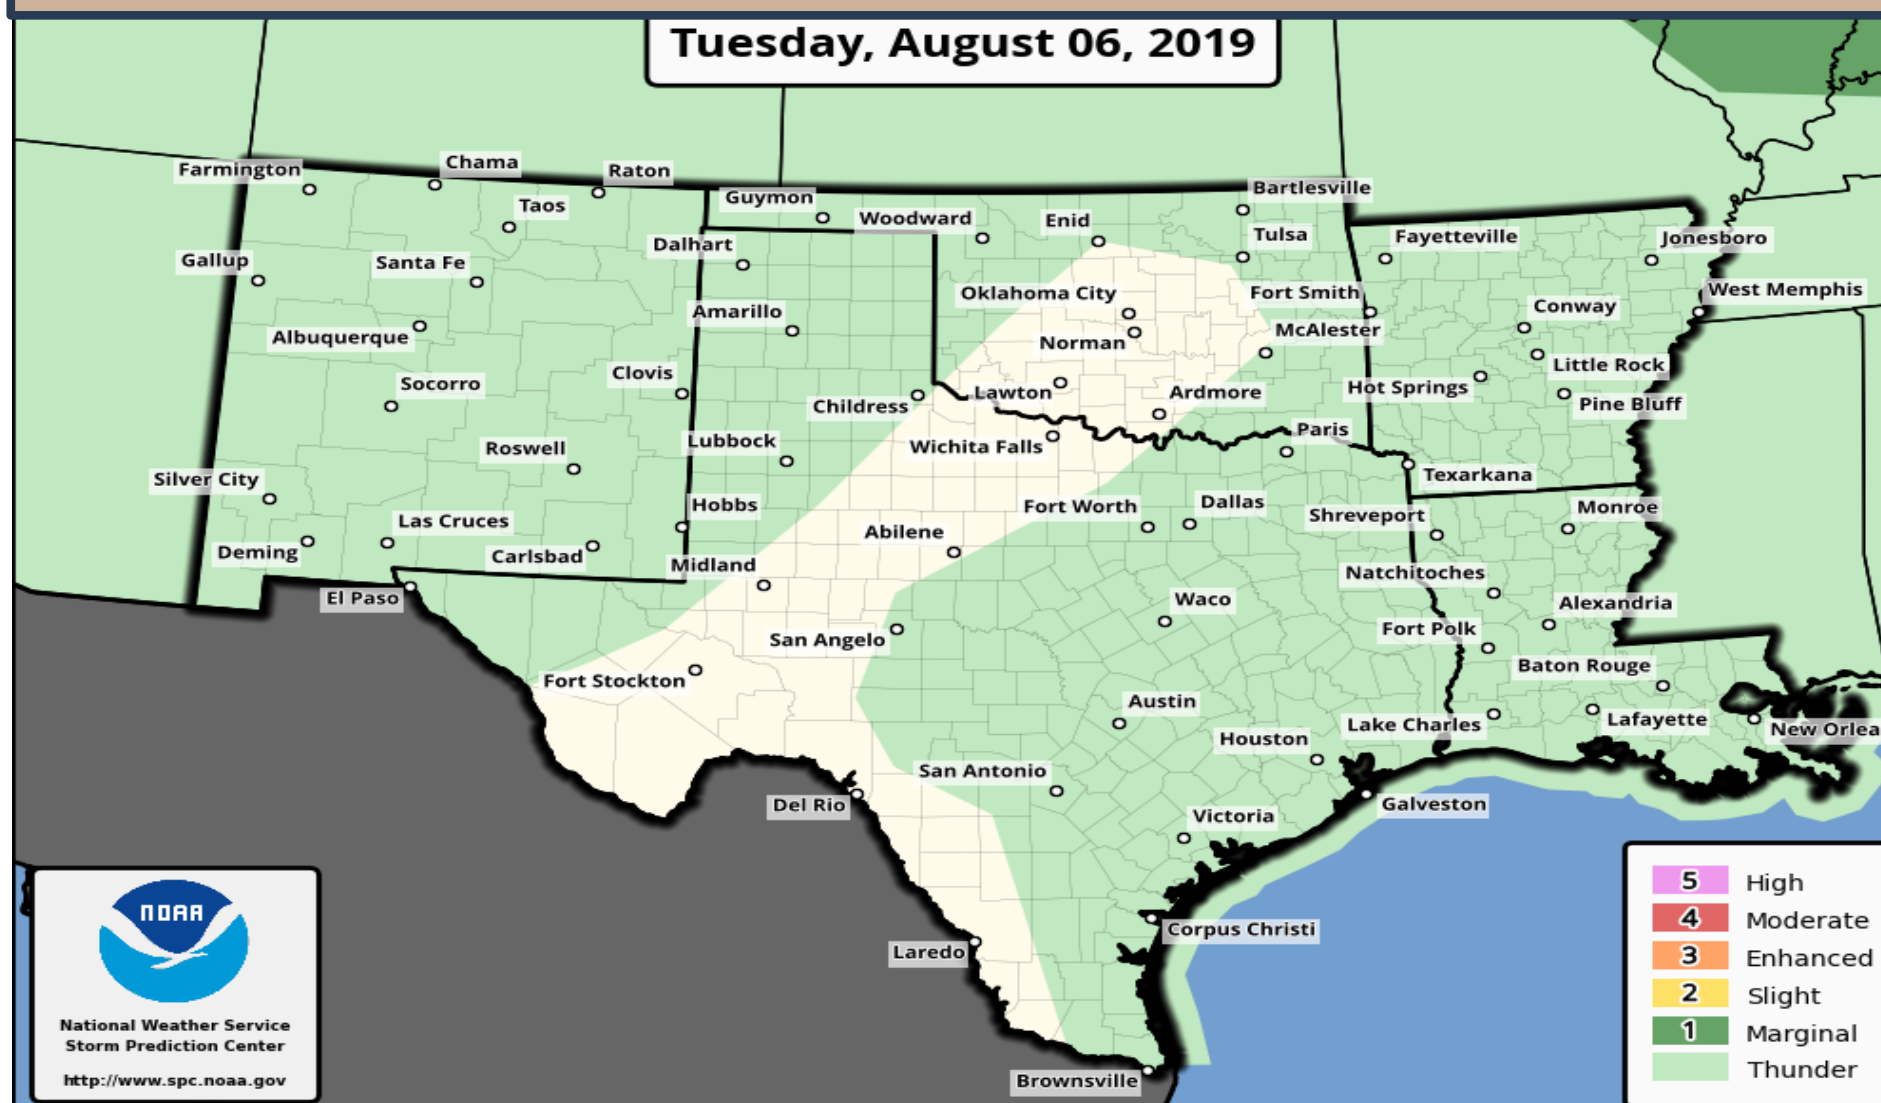 Tuesday, August 06, 2019
Farmington
Chama
Raton
Taos
Guymon
Woodward
Enid
Bartlesville
Tulsa
Fayetteville
Jonesboro
Gallup
Santa Fe
Dalhart
Amarillo
Oklahoma City
Fort Smith
West Memphis
Conway
Albuquerque
Norman
McAlester
Little Rock
Socorro
Clovis
Childress
Lawton
Ardmore
Hot Springs
Pine Bluff
Roswell
Lubbock
Wichita Falls
Paris
Texarkana
Silver City
Hobbs
Fort Worth
Dallas
Shreveport
Monroe
Las Cruces
Abilene
Deming
Carlsbad
Midland
Natchitoches
El Paso
Waco
Alexandria
San Angelo
Fort Polk
Fort Stockton
Baton Rouge
Austin
Lake Charles
Lafayette
New Orlea
Houston
San Antonio
Del Rio
Galveston
Victoria
Corpus Christi
Laredo
Brownsville
NOAA
National Weather Service
Storm Prediction Center
http://www.spc.noaa.gov
5 High
4 Moderate
3 Enhanced
2 Slight
1 Marginal
Thunder